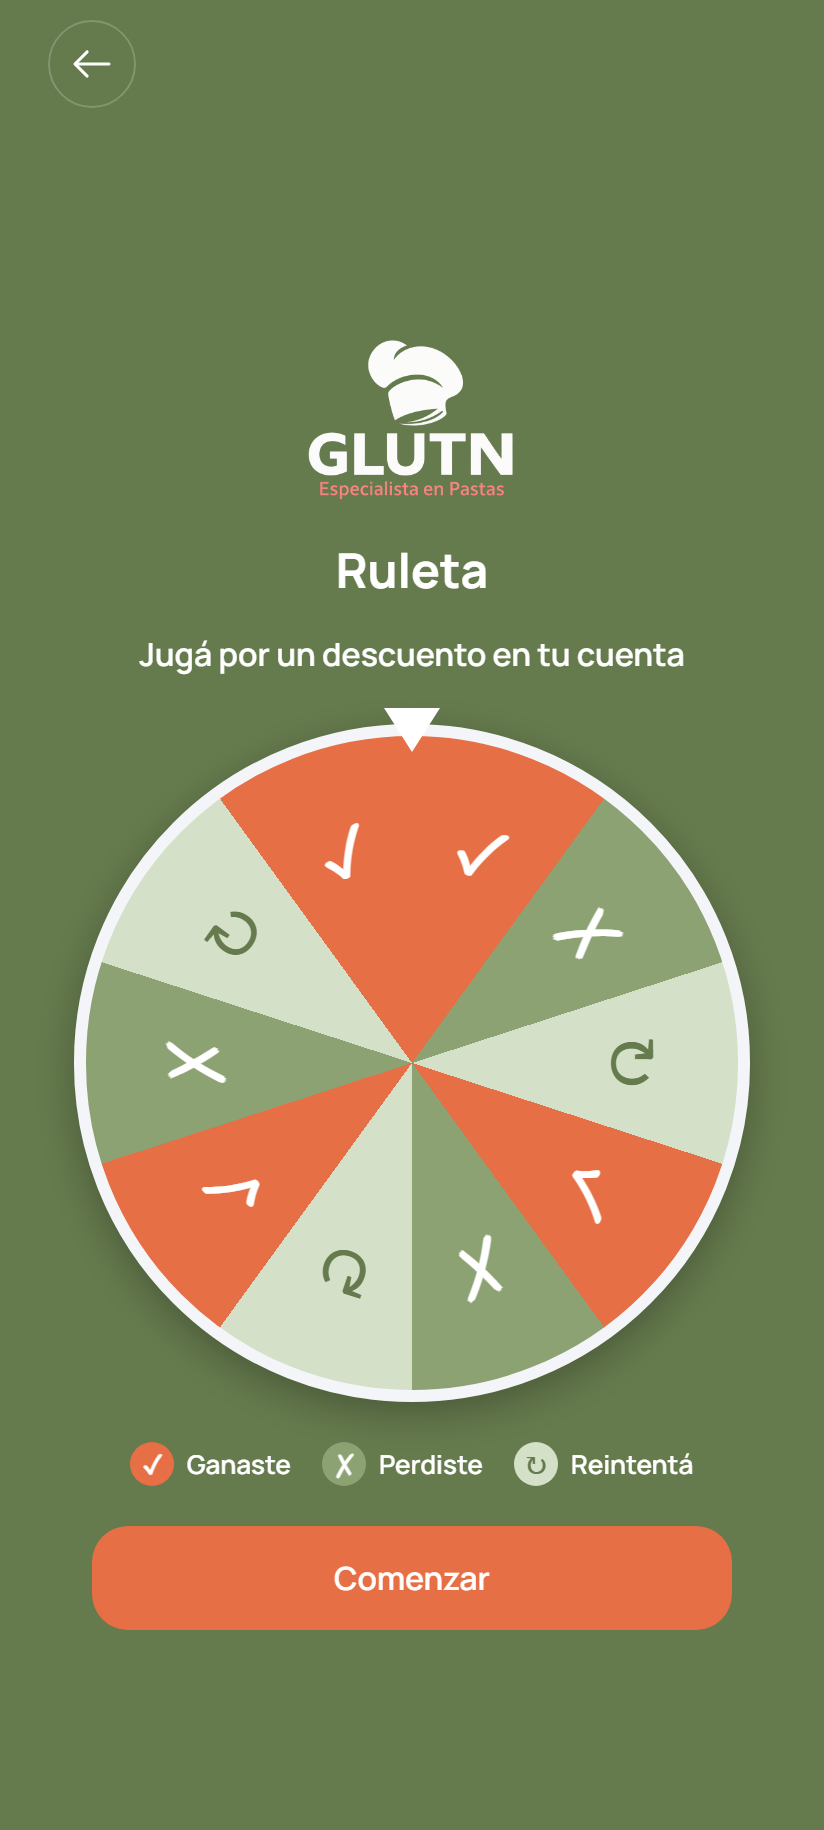 GLUTN
Especialista en Pastas
Ruleta
Jugá por un descuento en tu cuenta
Ganaste
Perdiste
Reintentá
Comenzar